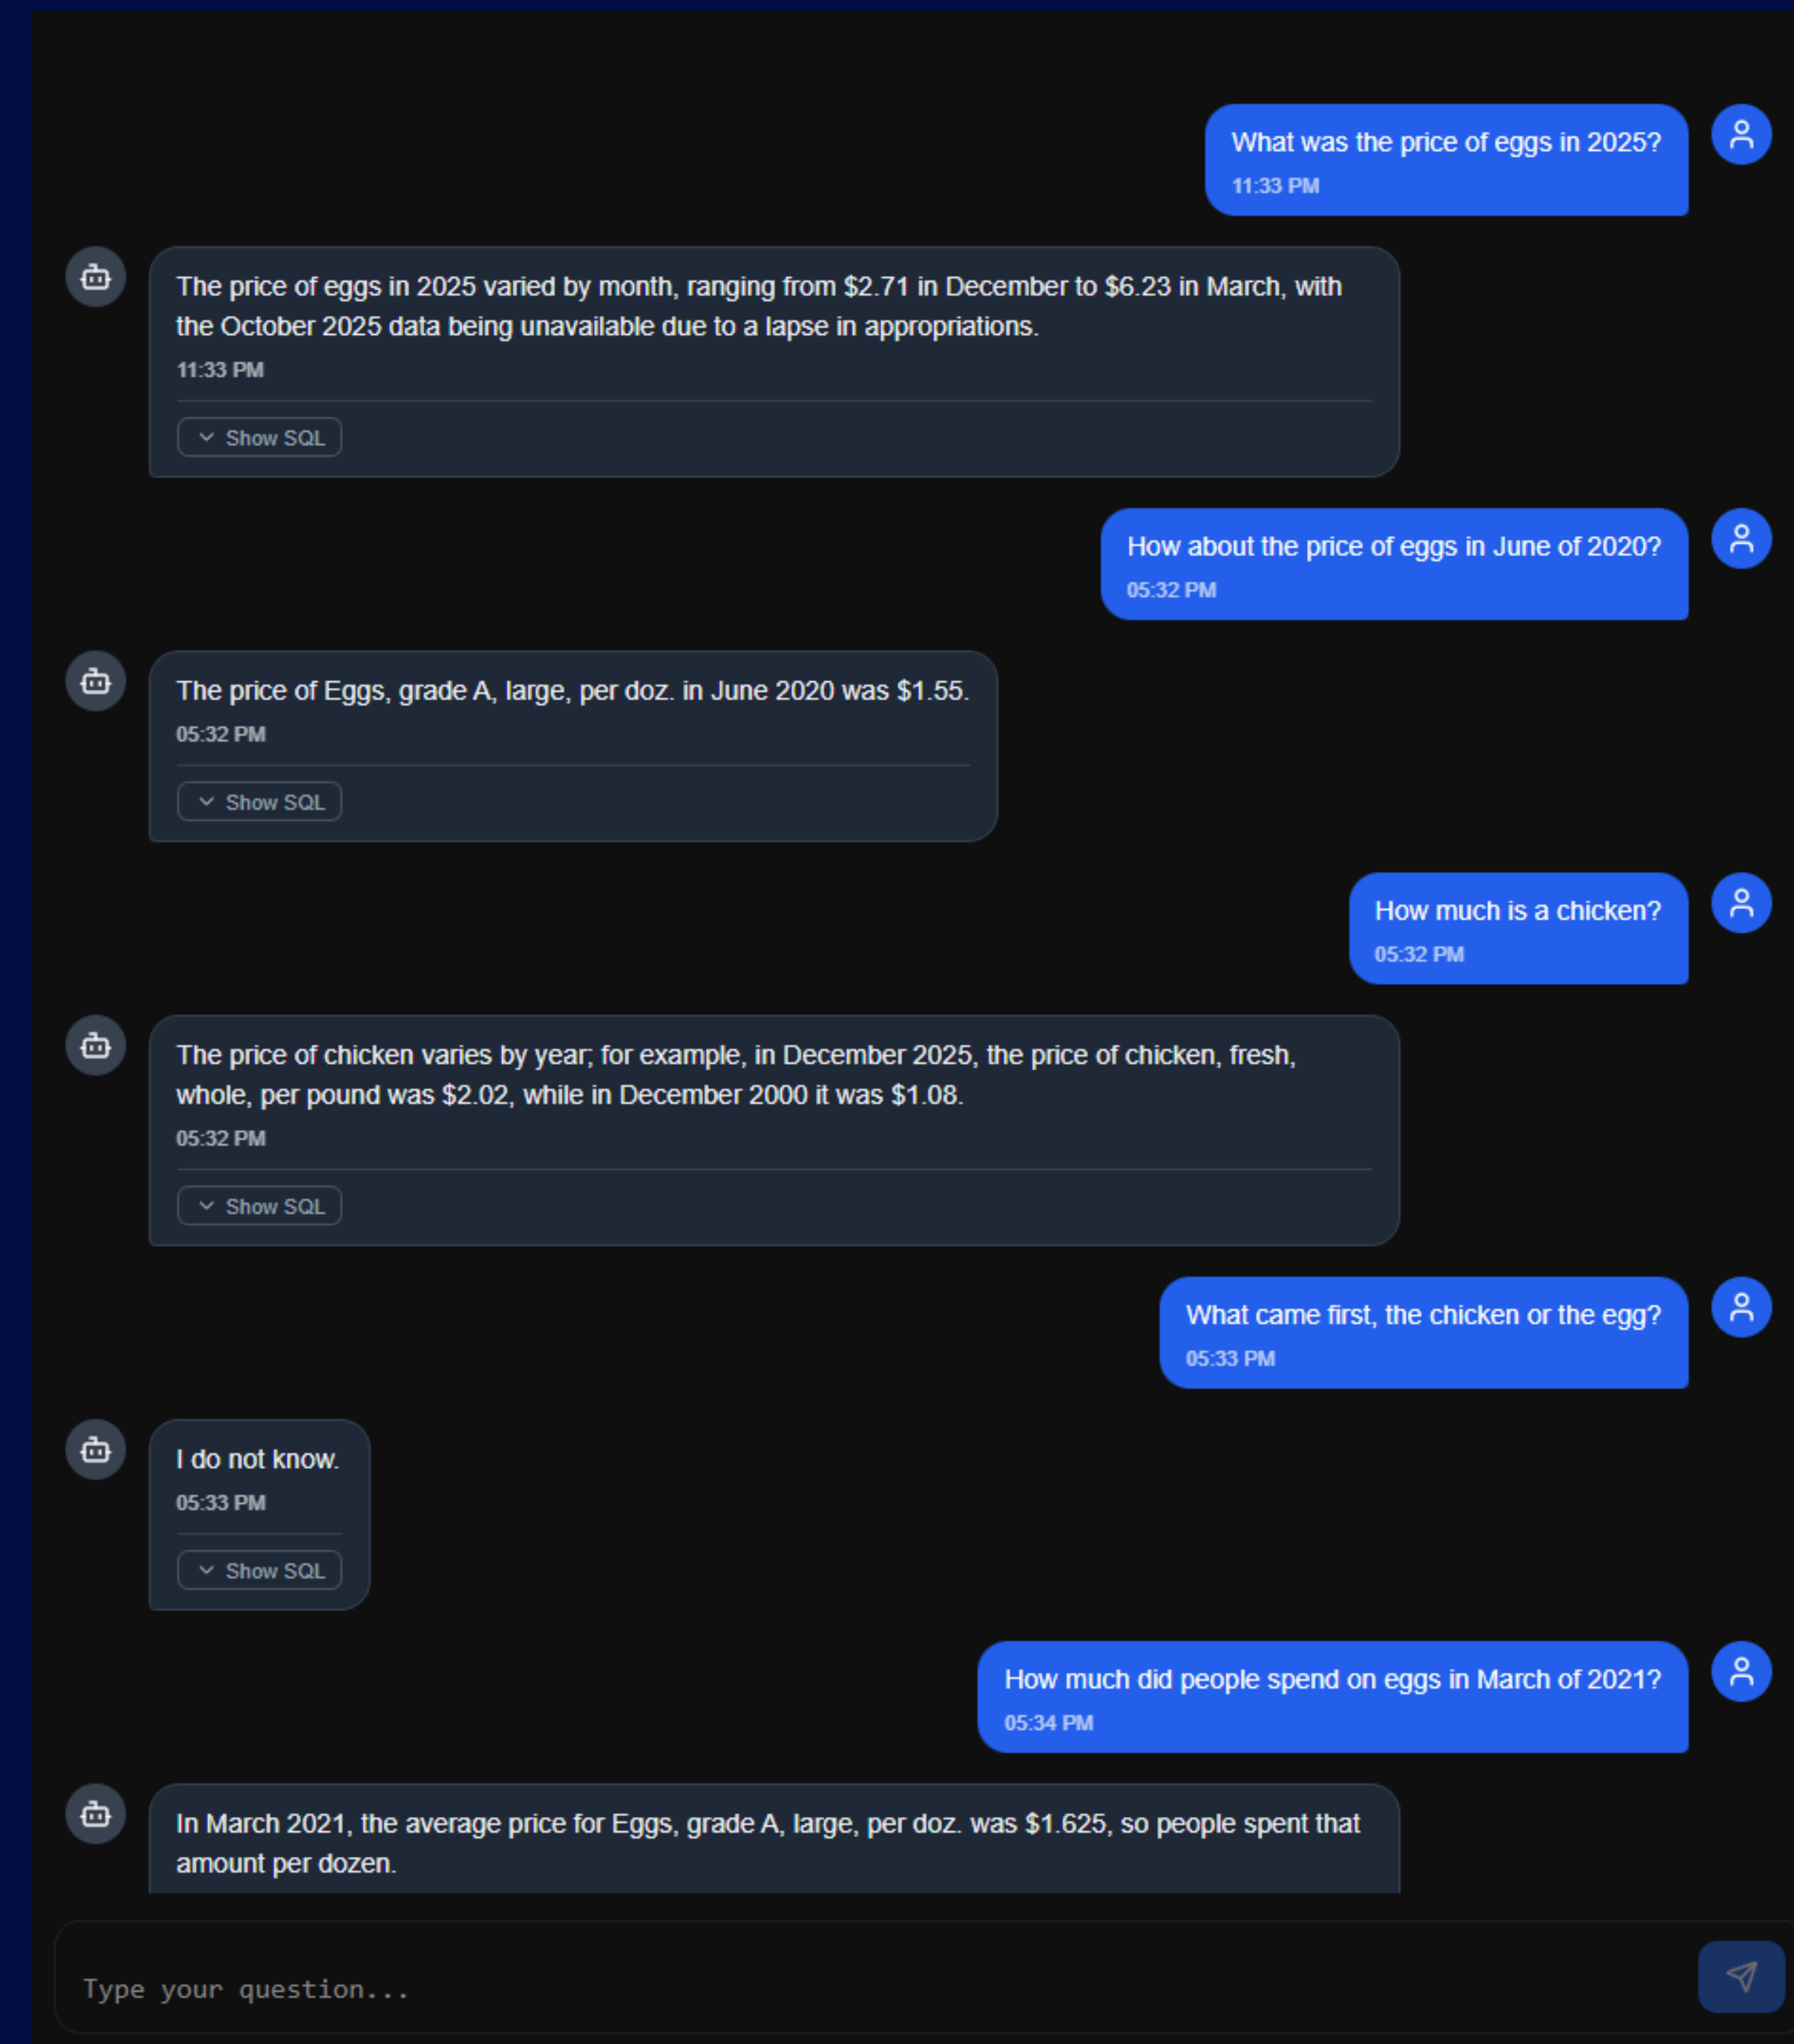 What was the price of eggs in 2025?
11:33 PM
The price of eggs in 2025 varied by month, ranging from $2.71 in December to $6.23 in March, with
the October 2025 data being unavailable due to a lapse in appropriations.
11:33 PM
Show SQL
How about the price of eggs in June of 2020?
05:32 PM
The price of Eggs, grade A, large, per doz. in June 2020 was $1.55.
05:32 PM
Show SQL
How much is a chicken?
05:32 PM
The price of chicken varies by year; for example, in December 2025, the price of chicken, fresh,
whole, per pound was $2.02, while in December 2000 it was $1.08.
05:32 PM
Show SQL
What came first, the chicken or the egg?
05:33 PM
I do not know.
05:33 PM
Show SQL
How much did people spend on eggs in March of 2021?
05:34 PM
In March 2021, the average price for Eggs, grade A, large, per doz. was $1.625, so people spent that
amount per dozen.
Type your question...